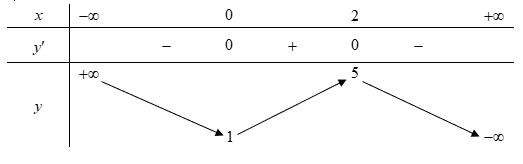 x −∞ 0 2 +∞
y′ − 0 + 0 −
+∞ 5
y
1 −∞